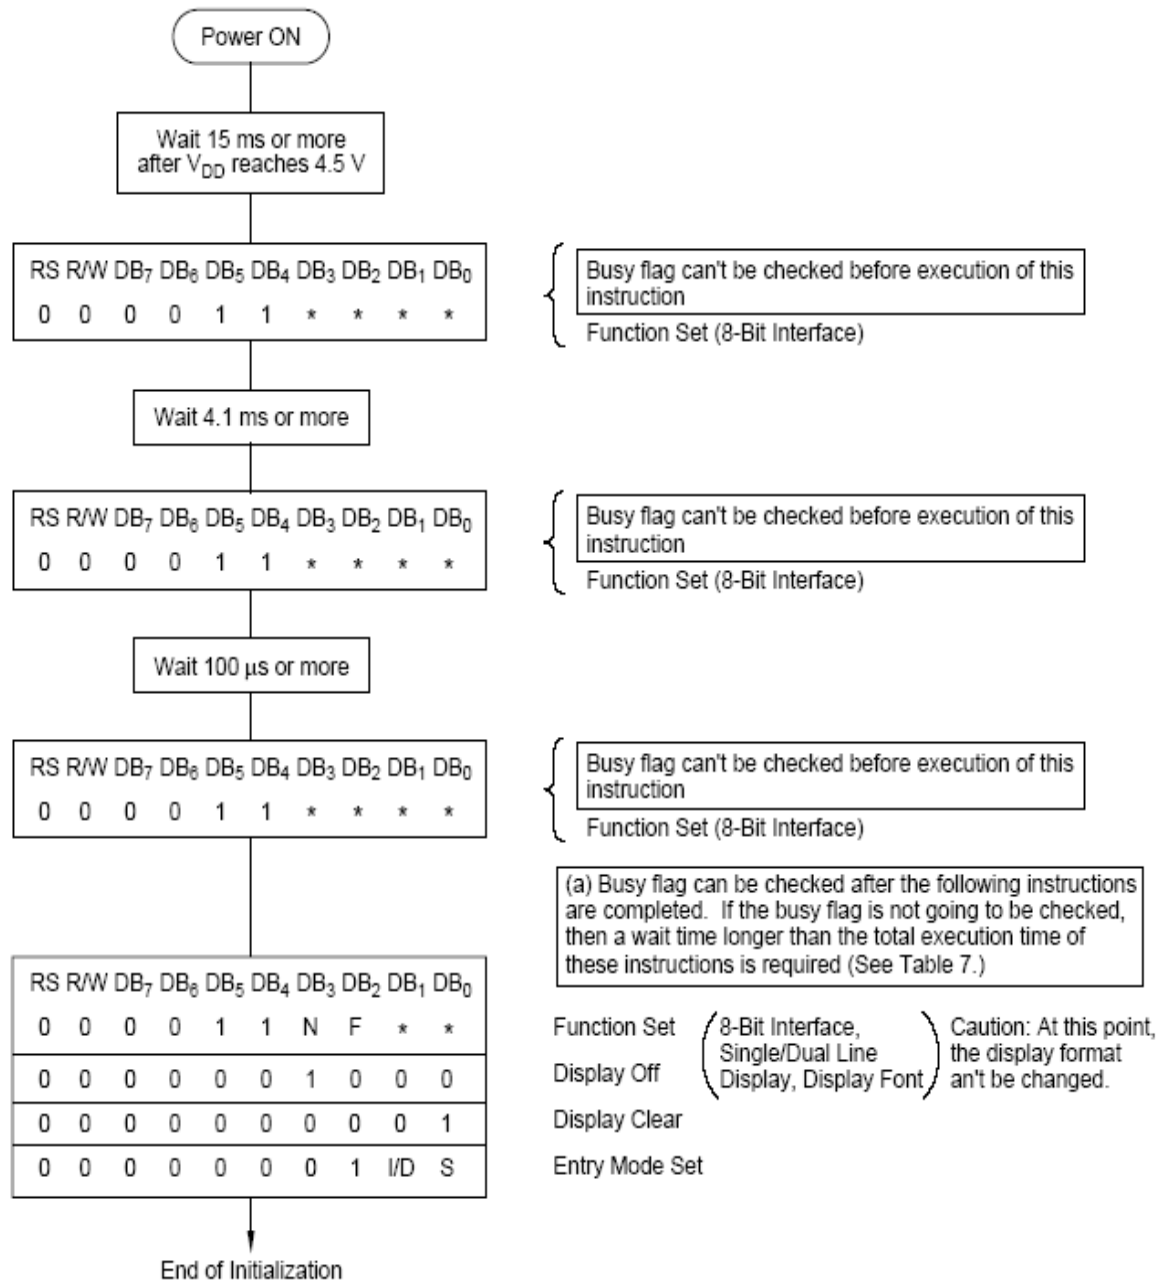 Power ON
Wait 15 ms or more
after VDD reaches 4.5 V
RS R/W DB7 DB6 DB5 DB4 DB3 DB2 DB1 DB0
0 0 0 0 1 1 * * * *
Busy flag can't be checked before execution of this
instruction
Function Set (8-Bit Interface)
Wait 4.1 ms or more
RS R/W DB7 DB6 DB5 DB4 DB3 DB2 DB1 DB0
0 0 0 0 1 1 * * * *
Busy flag can't be checked before execution of this
instruction
Function Set (8-Bit Interface)
Wait 100 μs or more
RS R/W DB7 DB6 DB5 DB4 DB3 DB2 DB1 DB0
0 0 0 0 1 1 * * * *
Busy flag can't be checked before execution of this
instruction
Function Set (8-Bit Interface)
(a) Busy flag can be checked after the following instructions
are completed. If the busy flag is not going to be checked,
then a wait time longer than the total execution time of
these instructions is required (See Table 7.)
RS R/W DB7 DB6 DB5 DB4 DB3 DB2 DB1 DB0
0 0 0 0 1 1 N F * *
0 0 0 0 0 0 1 0 0 0
0 0 0 0 0 0 0 0 0 1
0 0 0 0 0 0 0 1 I/D S
Function Set
Display Off
Display Clear
Entry Mode Set
8-Bit Interface,
Single/Dual Line
Display, Display Font
Caution: At this point,
the display format
an't be changed.
End of Initialization